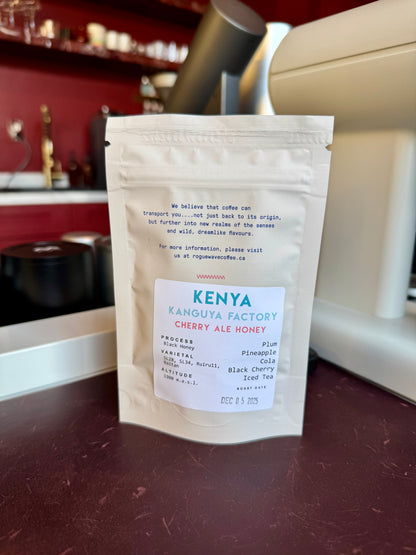 We believe that coffee can
transport you....not just back to its origin,
but further into new realms of the senses
and wild, dreamlike flavours.
For more information, please visit
us at roguewavecoffee.ca
KENYA
KANGUYA FACTORY
CHERRY ALE HONEY
PROCESS
Black Honey
VARIETAL
SL28, SL34, Ruiru11,
Batian
ALTITUDE
1300 m.a.s.l.
Plum
Pineapple
Cola
Black Cherry
Iced Tea
ROAST DATE
DEC 05 2025